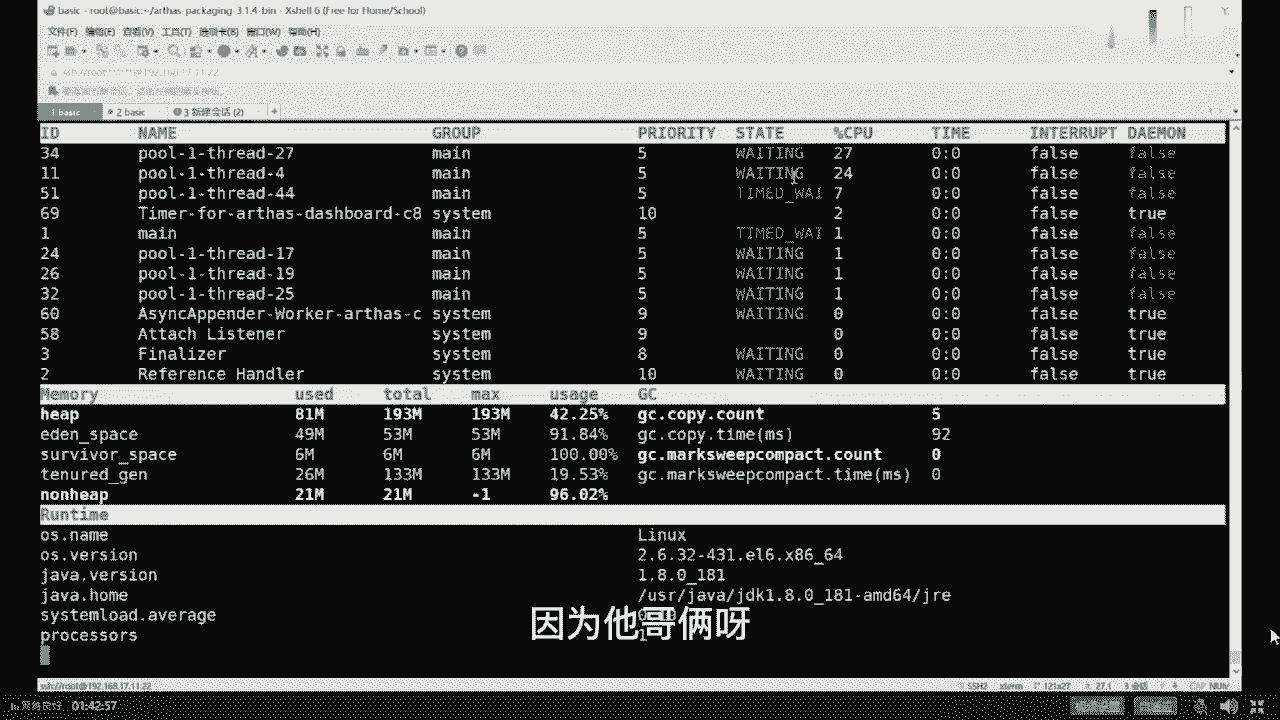 basic - root@basic:~/arthas-packaging-3.1.4-bin - Xshell 6 (Free for Home/School)
文件(F) 编辑(E) 查看(V) 工具(T) 选项卡(B) 窗口(W) 帮助(H)
1 basic 2 basic 3 新建会话 (2) +
ID NAME GROUP PRIORITY STATE %CPU TIME INTERRUPT DAEMON
34 pool-1-thread-27 main 5 WAITING 27 0:0 false false
11 pool-1-thread-4 main 5 WAITING 24 0:0 false false
51 pool-1-thread-44 main 5 TIMED_WAI 7 0:0 false false
69 Timer-for-arthas-dashboard-c8 system 10 2 0:0 false true
1 main main 5 TIMED_WAI 1 0:0 false false
24 pool-1-thread-17 main 5 WAITING 1 0:0 false false
26 pool-1-thread-19 main 5 WAITING 1 0:0 false false
32 pool-1-thread-25 main 5 WAITING 1 0:0 false false
60 AsyncAppender-Worker-arthas-c system 9 WAITING 0 0:0 false true
58 Attach Listener system 9 0 0:0 false true
3 Finalizer system 8 WAITING 0 0:0 false true
2 Reference Handler system 10 WAITING 0 0:0 false true
Memory used total max usage GC
heap 81M 193M 193M 42.25% gc.copy.count 5
eden_space 49M 53M 53M 91.84% gc.copy.time(ms) 92
survivor_space 6M 6M 6M 100.00% gc.marksweepcompact.count 0
tenured_gen 26M 133M 133M 19.53% gc.marksweepcompact.time(ms) 0
nonheap 21M 21M -1 96.02%
Runtime
os.name Linux
os.version 2.6.32-431.el6.x86_64
java.version 1.8.0_181
java.home /usr/java/jdk1.8.0_181-amd64/jre
systemload.average
processors 1
因为他哥俩呀
ssh://root@192.168.17.11:22 SSH2 xterm 121x27 27,1 3 会话 CAP NUM
网络良好 01:42:57